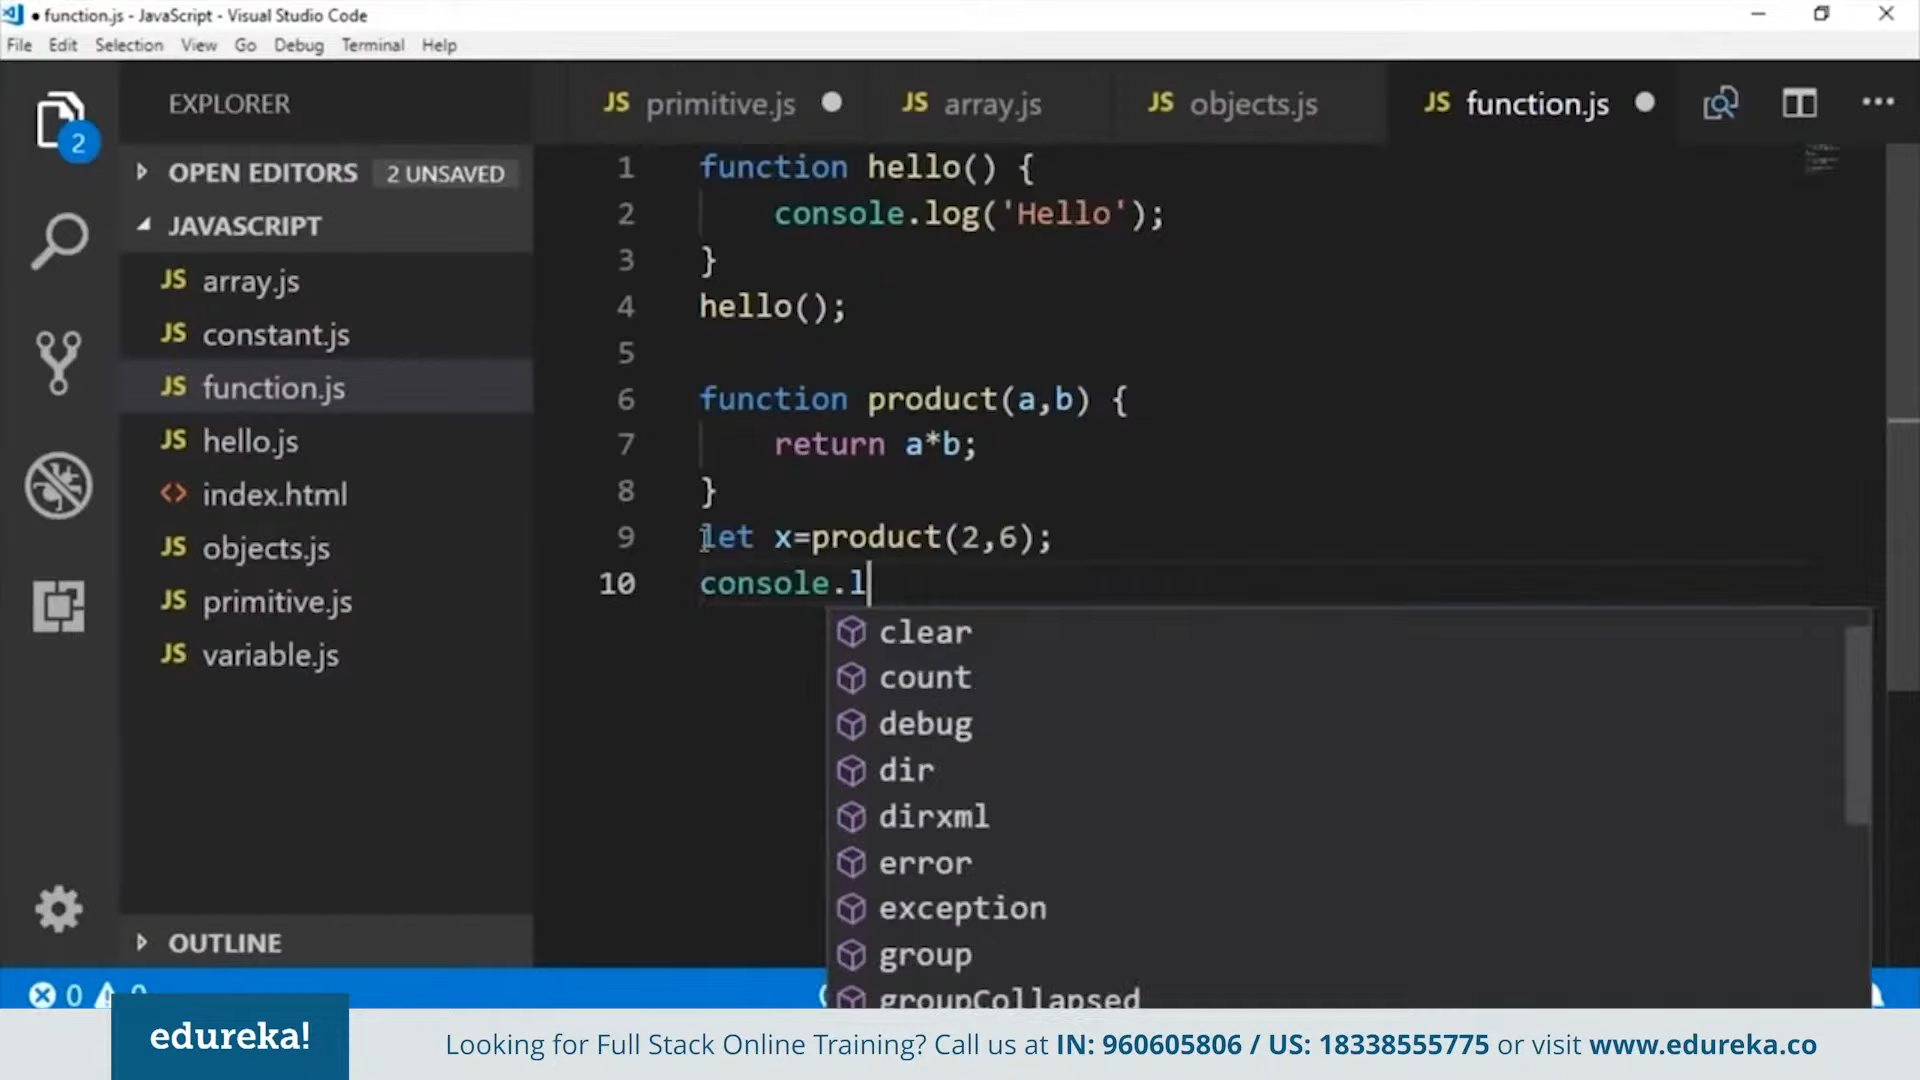 function.js - JavaScript - Visual Studio Code
File Edit Selection View Go Debug Terminal Help
EXPLORER
2
OPEN EDITORS 2 UNSAVED
JAVASCRIPT
JS array.js
JS constant.js
JS function.js
JS hello.js
<> index.html
JS objects.js
JS primitive.js
JS variable.js
OUTLINE
JS primitive.js JS array.js JS objects.js JS function.js
1 function hello() {
2 console.log('Hello');
3 }
4 hello();
5
6 function product(a,b) {
7 return a*b;
8 }
9 let x=product(2,6);
10 console.l
clear
count
debug
dir
dirxml
error
exception
group
groupCollapsed
0
edureka!
Looking for Full Stack Online Training? Call us at IN: 960605806 / US: 18338555775 or visit www.edureka.co